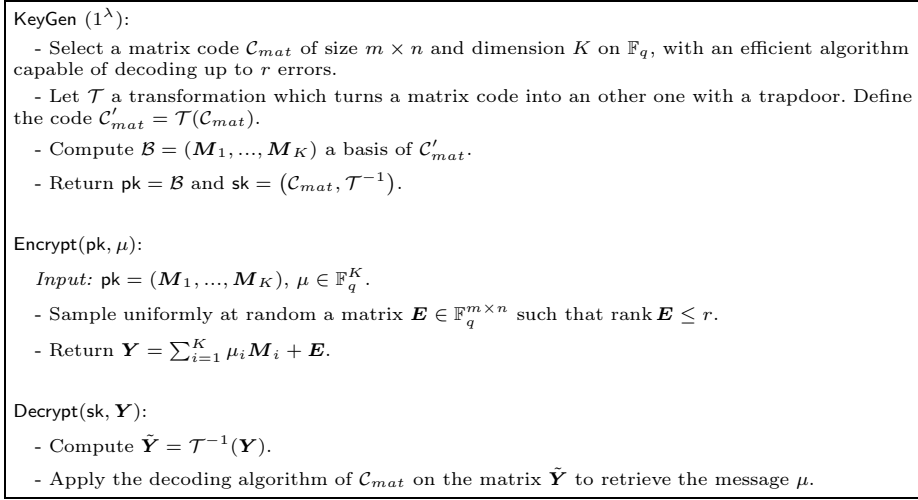 KeyGen (1^λ):
- Select a matrix code 𝒞_mat of size m × n and dimension K on 𝔽_q, with an efficient algorithm
capable of decoding up to r errors.
- Let 𝒯 a transformation which turns a matrix code into an other one with a trapdoor. Define
the code 𝒞′_mat = 𝒯(𝒞_mat).
- Compute ℬ = (M_1, ..., M_K) a basis of 𝒞′_mat.
- Return pk = ℬ and sk = (𝒞_mat, 𝒯^−1).
Encrypt(pk, μ):
Input: pk = (M_1, ..., M_K), μ ∈ 𝔽_q^K.
- Sample uniformly at random a matrix E ∈ 𝔽_q^{m×n} such that rank E ≤ r.
- Return Y = ∑_{i=1}^K μ_i M_i + E.
Decrypt(sk, Y):
- Compute Ỹ = 𝒯^−1(Y).
- Apply the decoding algorithm of 𝒞_mat on the matrix Ỹ to retrieve the message μ.